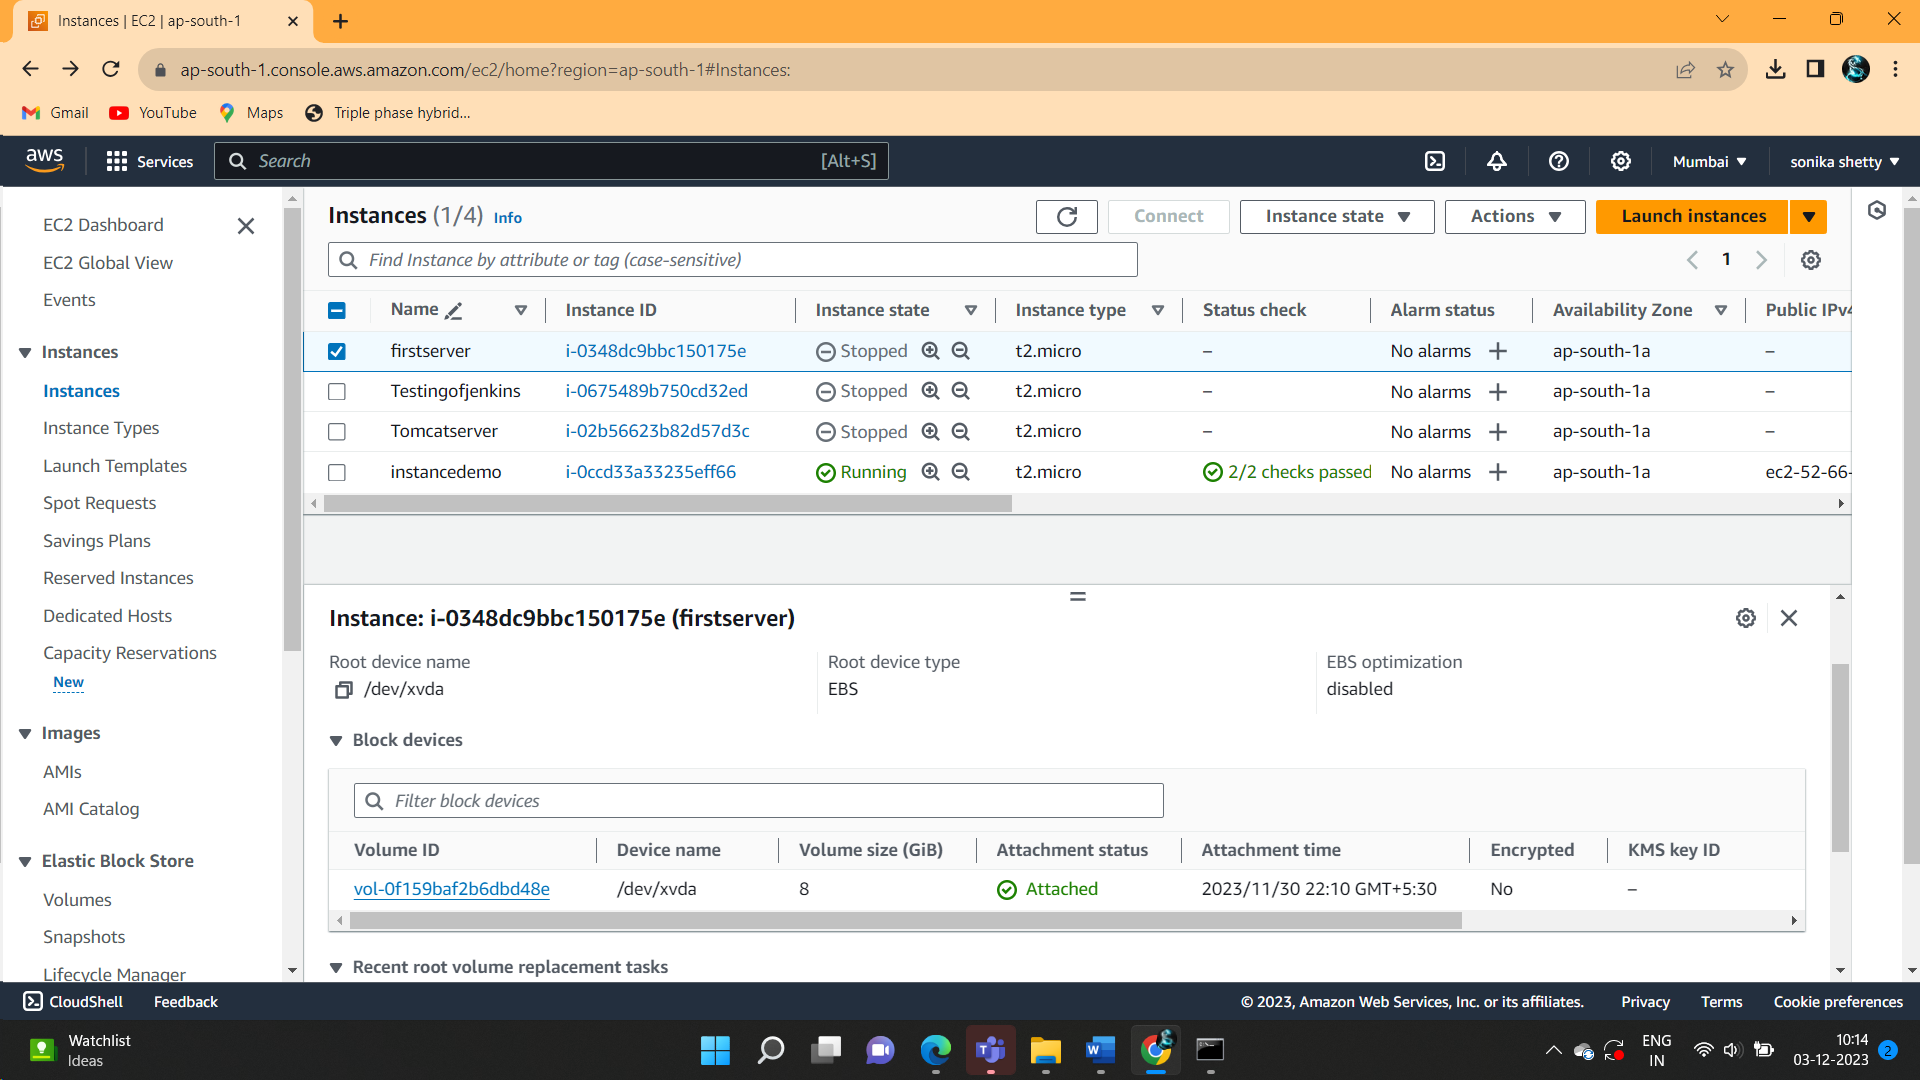 Instances | EC2 | ap-south-1
ap-south-1.console.aws.amazon.com/ec2/home?region=ap-south-1#Instances:
Gmail YouTube Maps Triple phase hybrid...
aws Services Search [Alt+S] Mumbai sonika shetty
EC2 Dashboard
EC2 Global View
Events
Instances
Instances
Instance Types
Launch Templates
Spot Requests
Savings Plans
Reserved Instances
Dedicated Hosts
Capacity Reservations
New
Images
AMIs
AMI Catalog
Elastic Block Store
Volumes
Snapshots
Lifecycle Manager
Instances (1/4) Info Connect Instance state Actions Launch instances
Find Instance by attribute or tag (case-sensitive) 1
Name Instance ID Instance state Instance type Status check Alarm status Availability Zone Public IPv4
firstserver i-0348dc9bbc150175e Stopped t2.micro – No alarms + ap-south-1a –
Testingofjenkins i-0675489b750cd32ed Stopped t2.micro – No alarms + ap-south-1a –
Tomcatserver i-02b56623b82d57d3c Stopped t2.micro – No alarms + ap-south-1a –
instancedemo i-0ccd33a33235eff66 Running t2.micro 2/2 checks passed No alarms + ap-south-1a ec2-52-66-
Instance: i-0348dc9bbc150175e (firstserver)
Root device name Root device type EBS optimization
/dev/xvda EBS disabled
Block devices
Filter block devices
Volume ID Device name Volume size (GiB) Attachment status Attachment time Encrypted KMS key ID
vol-0f159baf2b6dbd48e /dev/xvda 8 Attached 2023/11/30 22:10 GMT+5:30 No –
Recent root volume replacement tasks
CloudShell Feedback © 2023, Amazon Web Services, Inc. or its affiliates. Privacy Terms Cookie preferences
Watchlist
Ideas
ENG
IN
10:14
03-12-2023
2